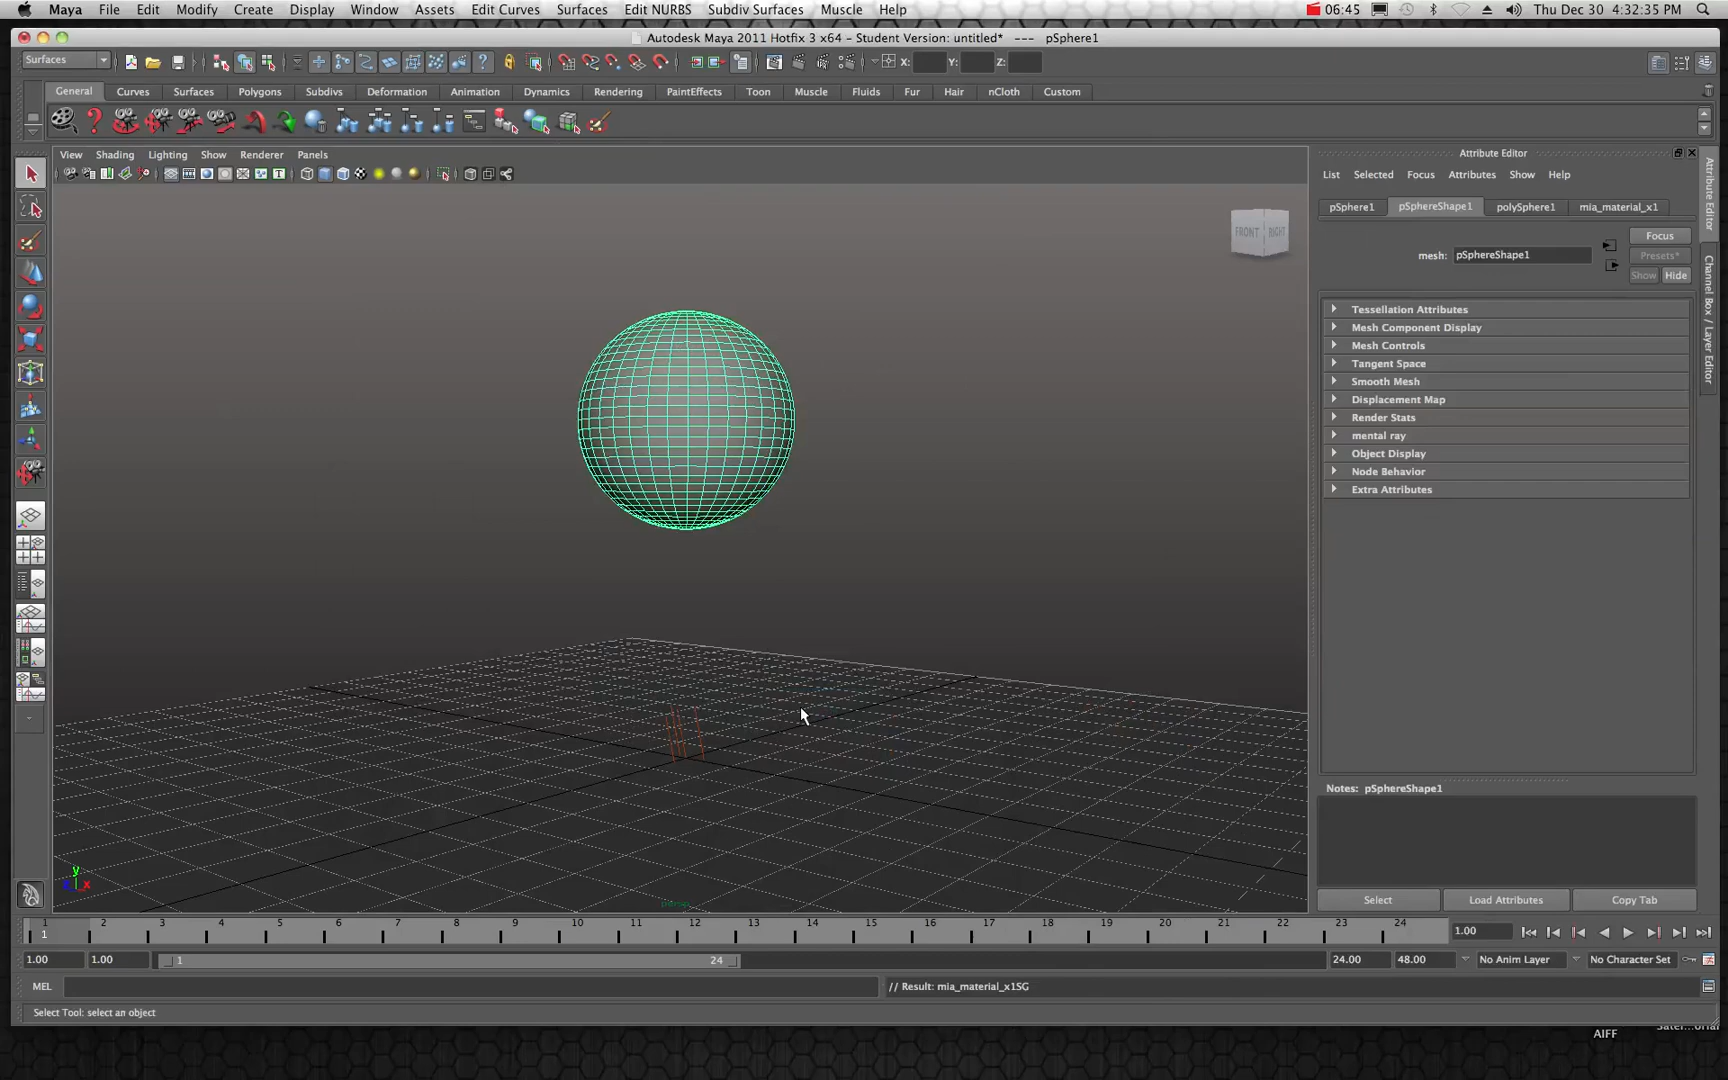 Maya File Edit Modify Create Display Window Assets Edit Curves Surfaces Edit NURBS Subdiv Surfaces Muscle Help 06:45 Thu Dec 30 4:32:35 PM
Autodesk Maya 2011 Hotfix 3 x64 - Student Version: untitled* --- pSphere1
Surfaces X: Y: Z:
General Curves Surfaces Polygons Subdivs Deformation Animation Dynamics Rendering PaintEffects Toon Muscle Fluids Fur Hair nCloth Custom
View Shading Lighting Show Renderer Panels
FRONT RIGHT
persp
y
z x
Attribute Editor
List Selected Focus Attributes Show Help
pSphere1 pSphereShape1 polySphere1 mia_material_x1
Focus
mesh: pSphereShape1 Presets*
Show Hide
Tessellation Attributes
Mesh Component Display
Mesh Controls
Tangent Space
Smooth Mesh
Displacement Map
Render Stats
mental ray
Object Display
Node Behavior
Extra Attributes
Notes: pSphereShape1
Select Load Attributes Copy Tab
Attribute Editor
Channel Box / Layer Editor
1 2 3 4 5 6 7 8 9 10 11 12 13 14 15 16 17 18 19 20 21 22 23 24
1 1.00
1.00 1.00 1 24 24.00 48.00 No Anim Layer No Character Set
MEL // Result: mia_material_x1SG
Select Tool: select an object
AIFF